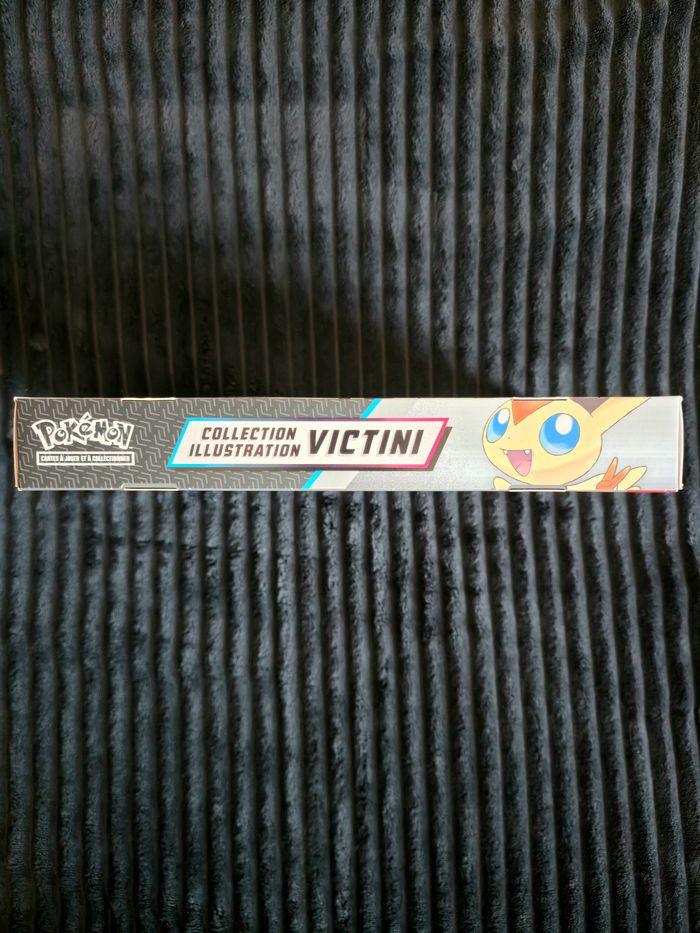 POKéMON
CARTES À JOUER ET À COLLECTIONNER
COLLECTION
ILLUSTRATION
VICTINI